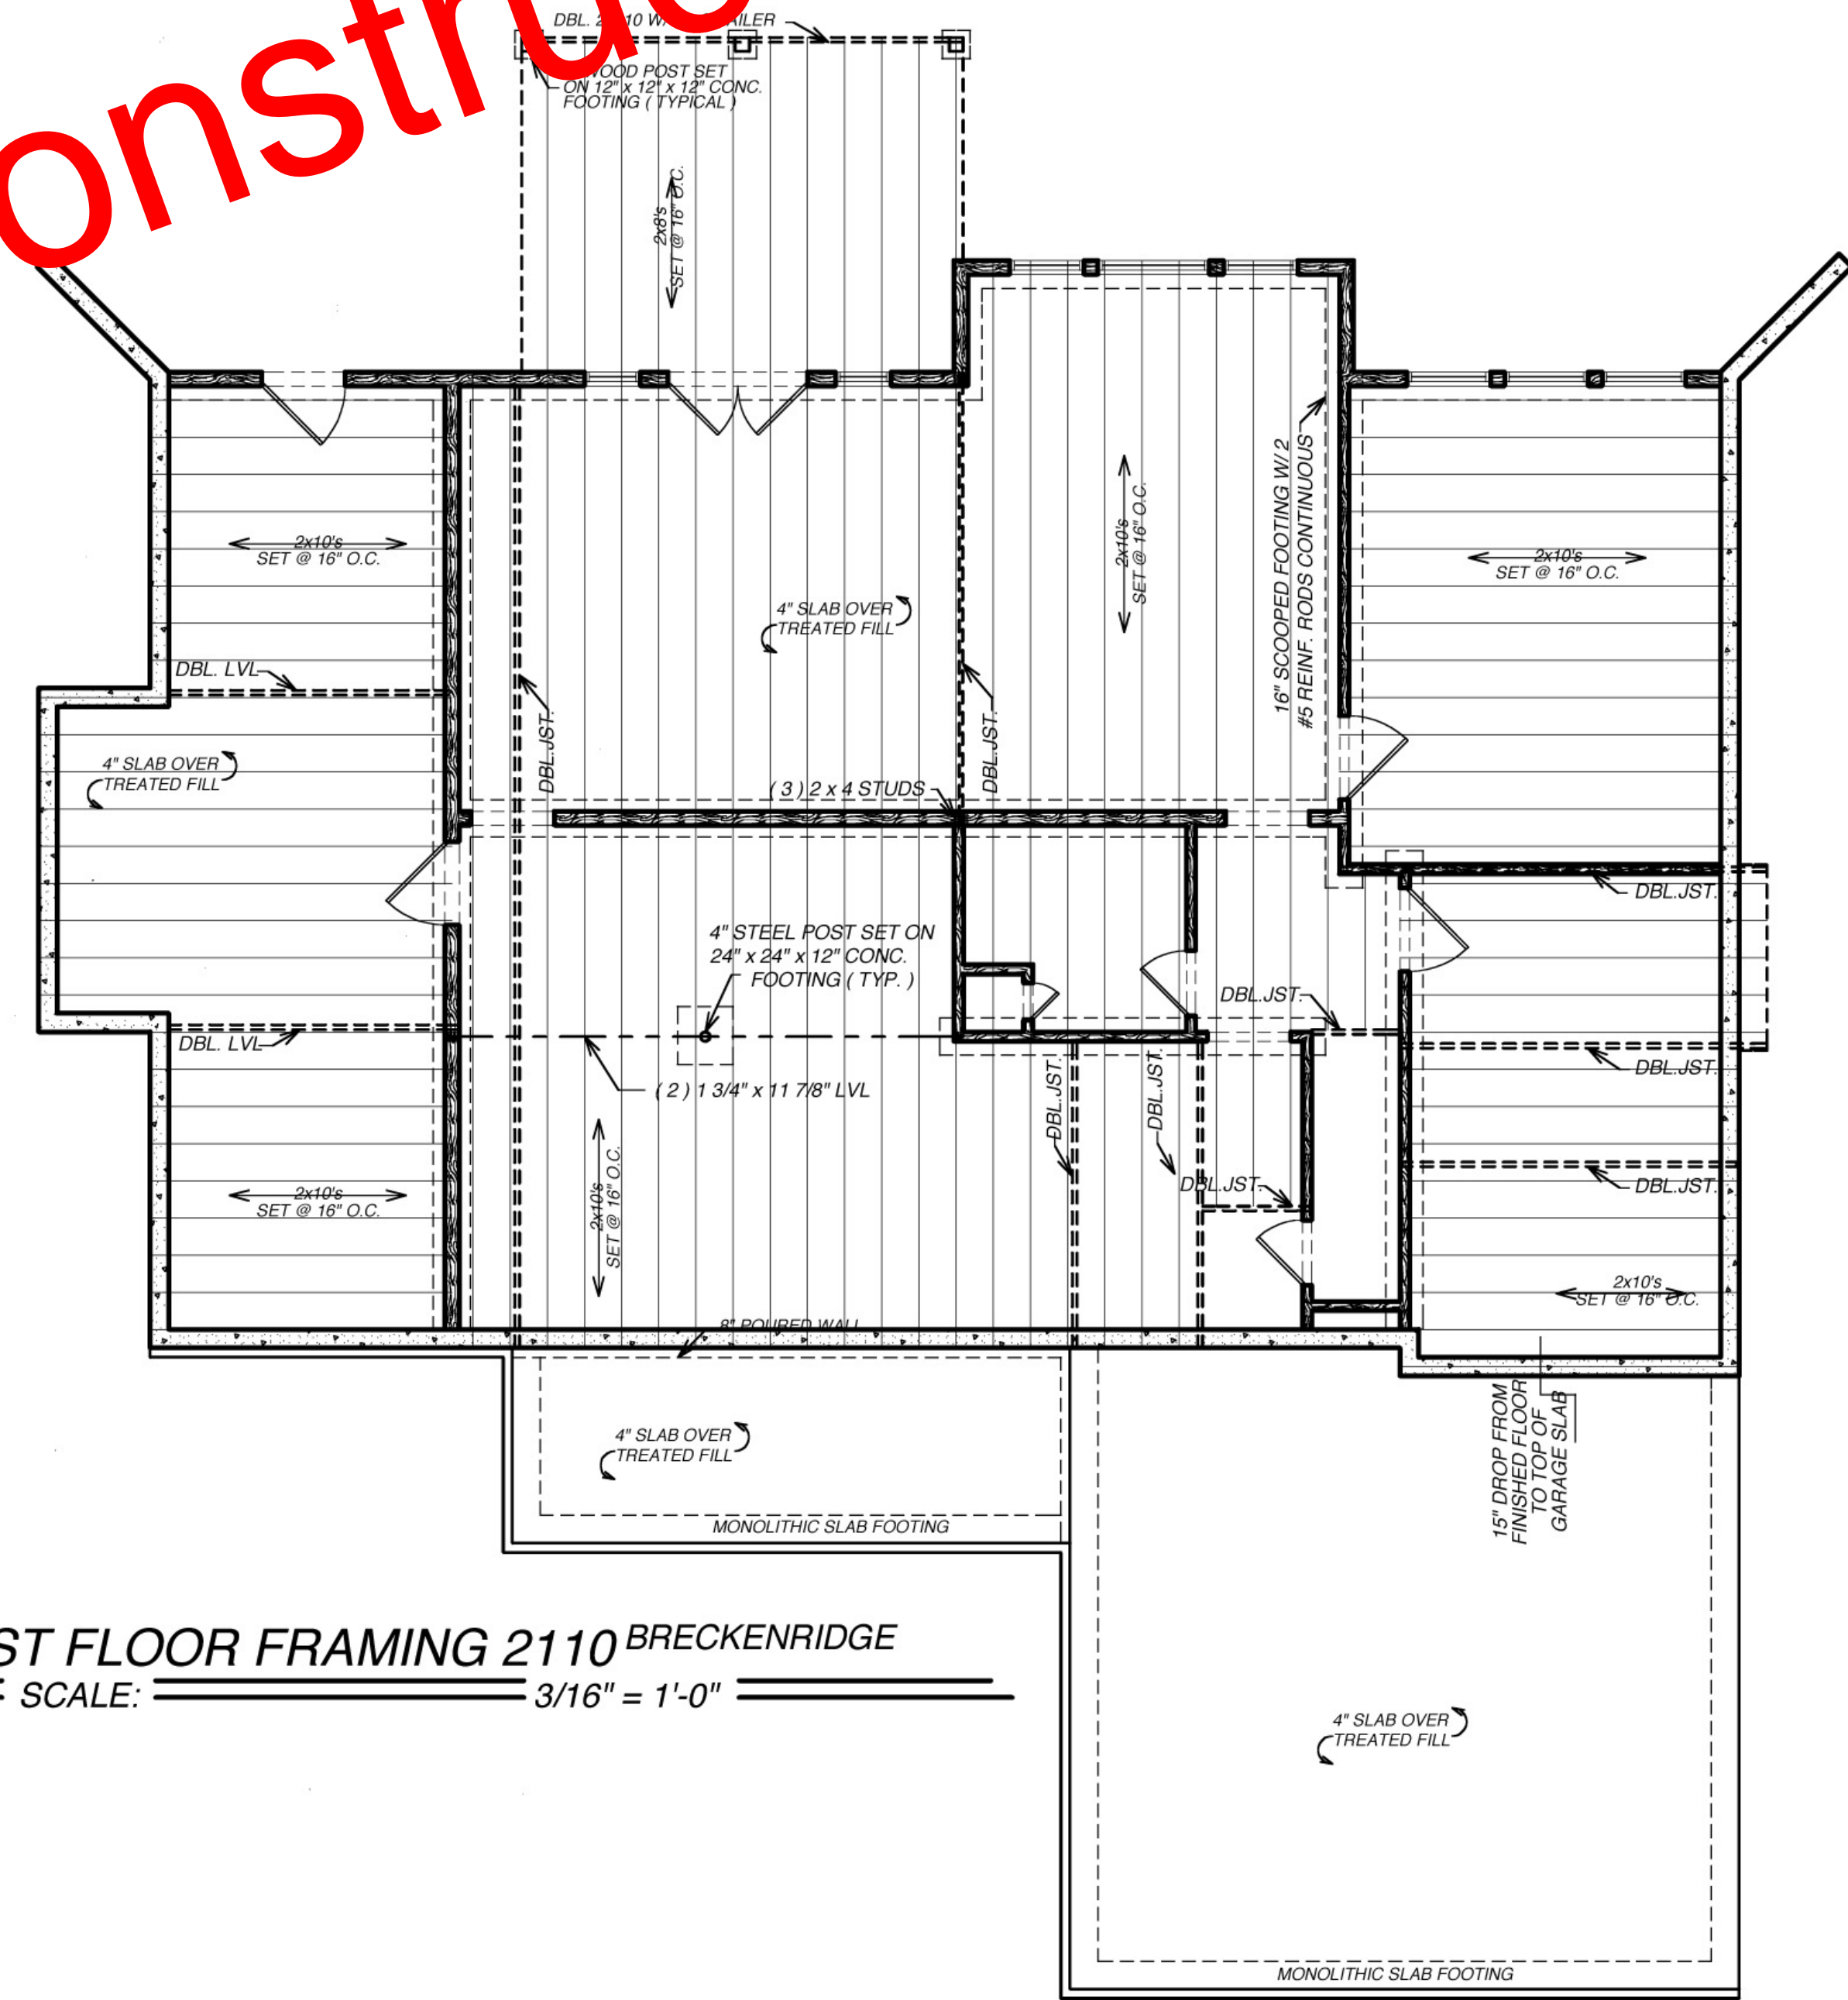 onstruc
DBL. 2x10 W/
AILER
WOOD POST SET
ON 12" x 12" x 12" CONC.
FOOTING ( TYPICAL )
2x8's
SET @ 16" O.C.
2x10's
SET @ 16" O.C.
2x10's
SET @ 16" O.C.
16" SCOOPED FOOTING W/ 2
#5 REINF. RODS CONTINUOUS
2x10's
SET @ 16" O.C.
4" SLAB OVER
TREATED FILL
DBL. LVL
DBL.JST.
DBL.JST.
4" SLAB OVER
TREATED FILL
( 3 ) 2 x 4 STUDS
DBL.JST.
4" STEEL POST SET ON
24" x 24" x 12" CONC.
FOOTING ( TYP. )
DBL.JST.
DBL. LVL
DBL.JST.
( 2 ) 1 3/4" x 11 7/8" LVL
DBL.JST.
DBL.JST.
DBL.JST.
DBL.JST.
2x10's
SET @ 16" O.C.
2x10's
SET @ 16" O.C.
2x10's
SET @ 16" O.C.
8" POURED WALL
15" DROP FROM
FINISHED FLOOR
TO TOP OF
GARAGE SLAB
4" SLAB OVER
TREATED FILL
MONOLITHIC SLAB FOOTING
ST FLOOR FRAMING 2110 BRECKENRIDGE
SCALE: 3/16" = 1'-0"
4" SLAB OVER
TREATED FILL
MONOLITHIC SLAB FOOTING